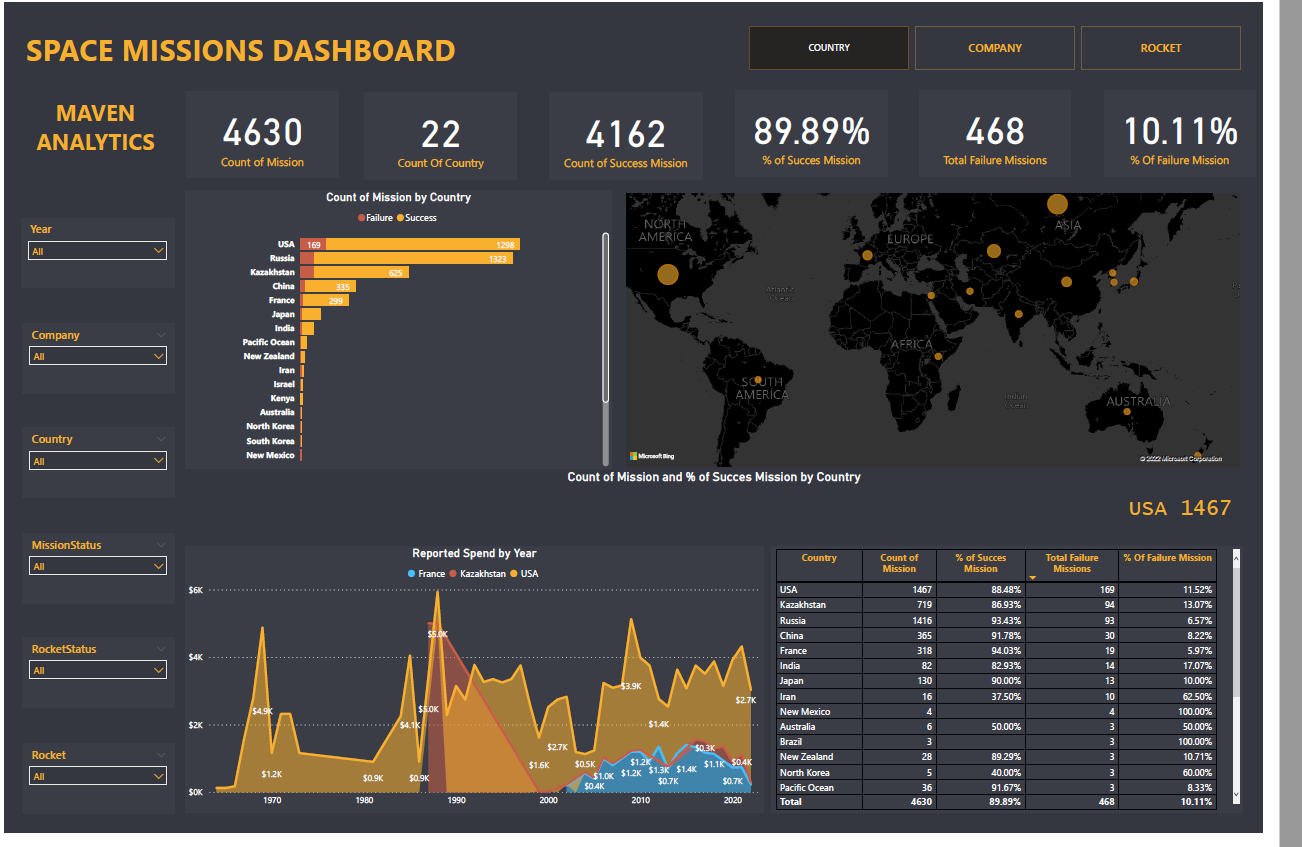 SPACE MISSIONS DASHBOARD
COUNTRY
COMPANY
ROCKET
MAVEN
ANALYTICS
4630
Count of Mission
22
Count Of Country
4162
Count of Success Mission
89.89%
% of Succes Mission
468
Total Failure Missions
10.11%
% Of Failure Mission
Year
All
Company
All
Country
All
MissionStatus
All
RocketStatus
All
Rocket
All
Count of Mission by Country
Failure Success
USA 169 1298
Russia 1323
Kazakhstan 625
China 335
France 299
Japan
India
Pacific Ocean
New Zealand
Iran
Israel
Kenya
Australia
North Korea
South Korea
New Mexico
NORTH
AMERICA
EUROPE
ASIA
Atlantic
Ocean
AFRICA
SOUTH
AMERICA
Indian
Ocean
AUSTRALIA
Microsoft Bing
© 2022 Microsoft Corporation
Count of Mission and % of Succes Mission by Country
USA 1467
Reported Spend by Year
France Kazakhstan USA
$6K
$4K
$2K
$0K
$4.9K
$1.2K
$0.9K
$4.1K
$0.9K
$5.0K
$5.0K
$1.6K
$2.7K
$0.5K
$0.4K
$1.0K
$3.9K
$1.2K
$1.2K
$1.4K
$1.3K
$0.7K
$1.4K
$0.3K
$1.1K
$0.7K
$0.4K
$2.7K
1970 1980 1990 2000 2010 2020
Country Count of Mission % of Succes Mission Total Failure Missions % Of Failure Mission
USA 1467 88.48% 169 11.52%
Kazakhstan 719 86.93% 94 13.07%
Russia 1416 93.43% 93 6.57%
China 365 91.78% 30 8.22%
France 318 94.03% 19 5.97%
India 82 82.93% 14 17.07%
Japan 130 90.00% 13 10.00%
Iran 16 37.50% 10 62.50%
New Mexico 4 4 100.00%
Australia 6 50.00% 3 50.00%
Brazil 3 3 100.00%
New Zealand 28 89.29% 3 10.71%
North Korea 5 40.00% 3 60.00%
Pacific Ocean 36 91.67% 3 8.33%
Total 4630 89.89% 468 10.11%